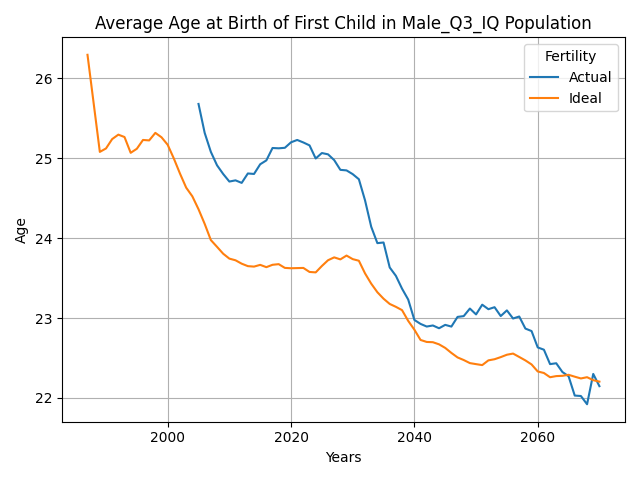 Average Age at Birth of First Child in Male_Q3_IQ Population
Fertility
Actual
Ideal
Age
26
25
24
23
22
2000
2020
2040
2060
Years